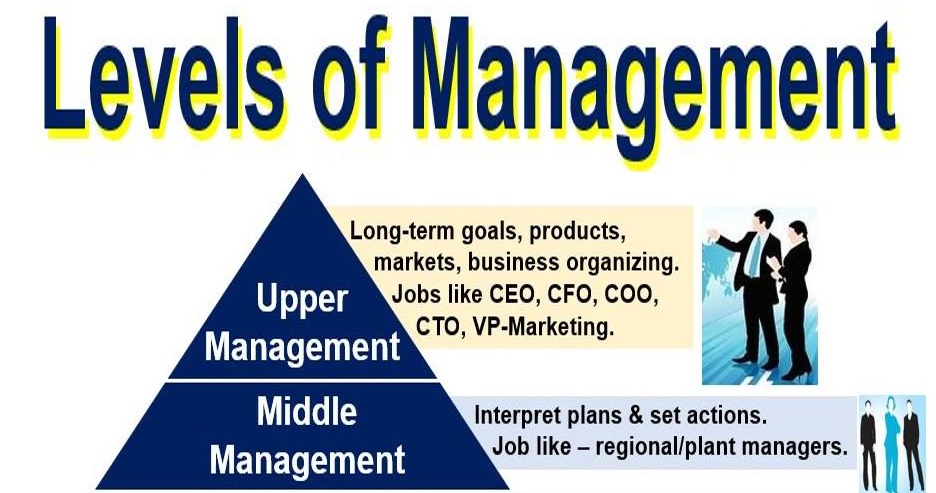 Levels of Management
Upper
Management
Long-term goals, products,
markets, business organizing.
Jobs like CEO, CFO, COO,
CTO, VP-Marketing.
Middle
Management
Interpret plans & set actions.
Job like – regional/plant managers.